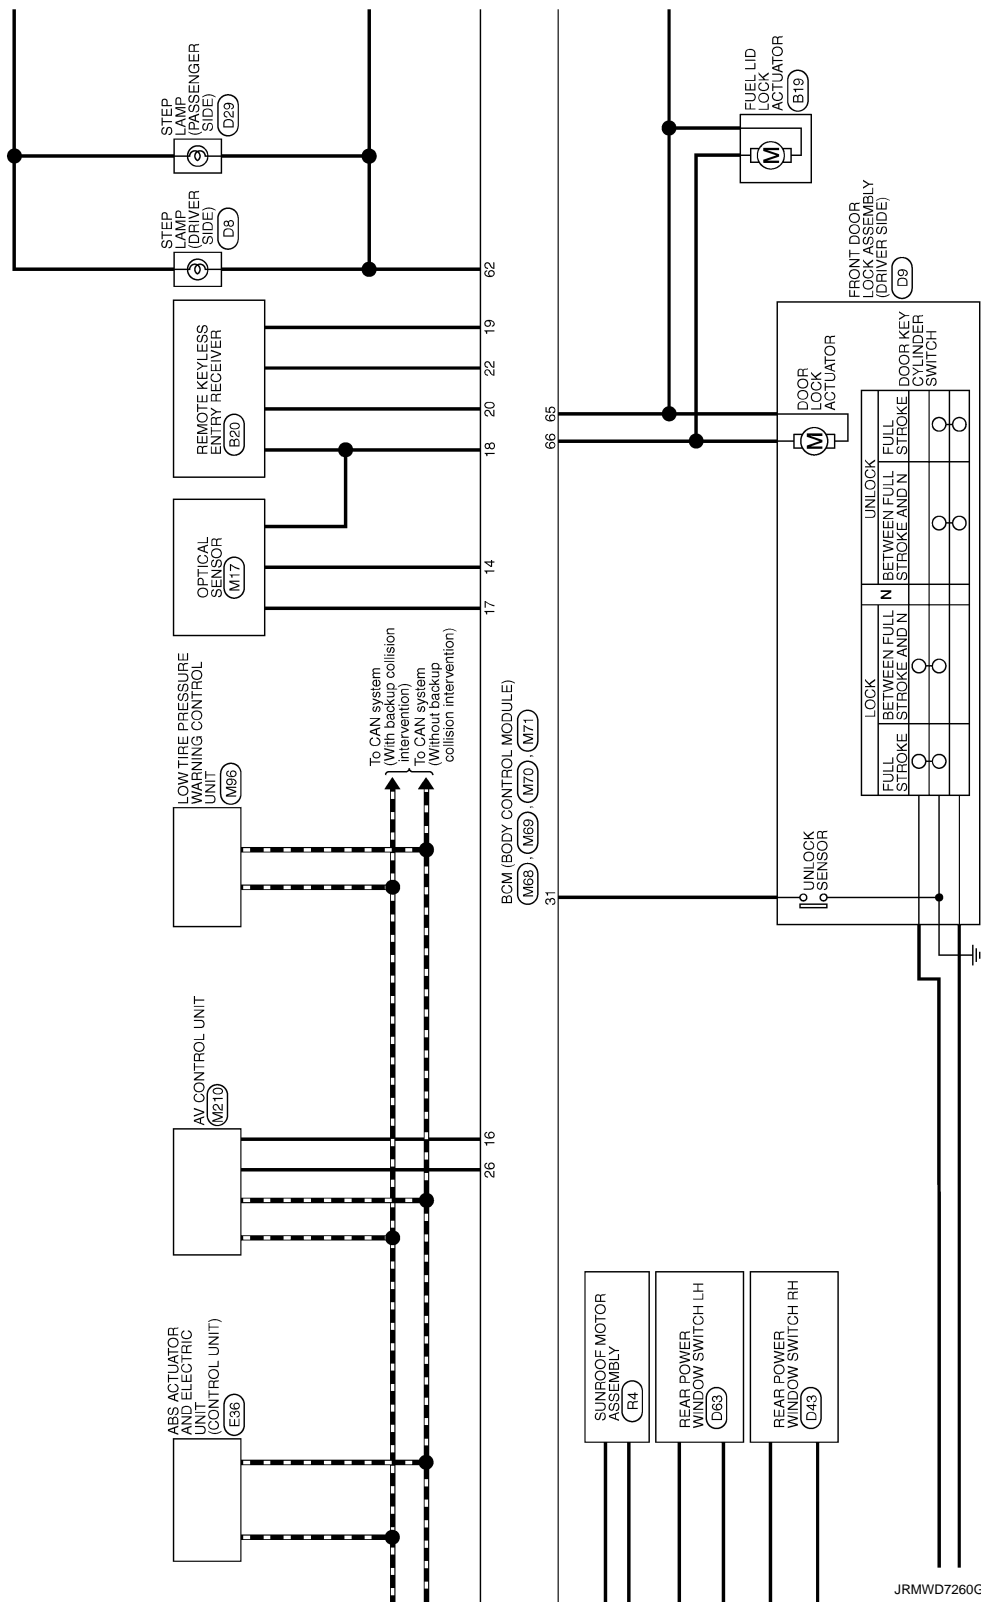 STEP
LAMP
(PASSENGER
SIDE)
D29
STEP
LAMP
(DRIVER
SIDE)
D8
62
REMOTE KEYLESS
ENTRY RECEIVER
B20
19
22
20
18
OPTICAL
SENSOR
M17
14
17
To CAN system
(With backup collision
intervention)
To CAN system
(Without backup
collision intervention)
LOW TIRE PRESSURE
WARNING CONTROL
UNIT
M96
AV CONTROL UNIT
M210
16
26
ABS ACTUATOR
AND ELECTRIC
UNIT
(CONTROL UNIT)
E36
BCM (BODY CONTROL MODULE)
M68 , M69 , M70 , M71
65
66
31
FUEL LID
LOCK
ACTUATOR
B19
M
FRONT DOOR
LOCK ASSEMBLY
(DRIVER SIDE)
D9
DOOR
LOCK
ACTUATOR
M
DOOR KEY
CYLINDER
SWITCH
LOCK
N
UNLOCK
FULL
STROKE
BETWEEN FULL
STROKE AND N
BETWEEN FULL
STROKE AND N
FULL
STROKE
UNLOCK
SENSOR
SUNROOF MOTOR
ASSEMBLY
R4
REAR POWER
WINDOW SWITCH LH
D63
REAR POWER
WINDOW SWITCH RH
D43
JRMWD7260G